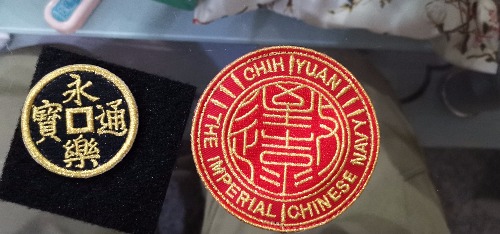 永樂通寶
CHIH YUAN
THE IMPERIAL CHINESE NAVY